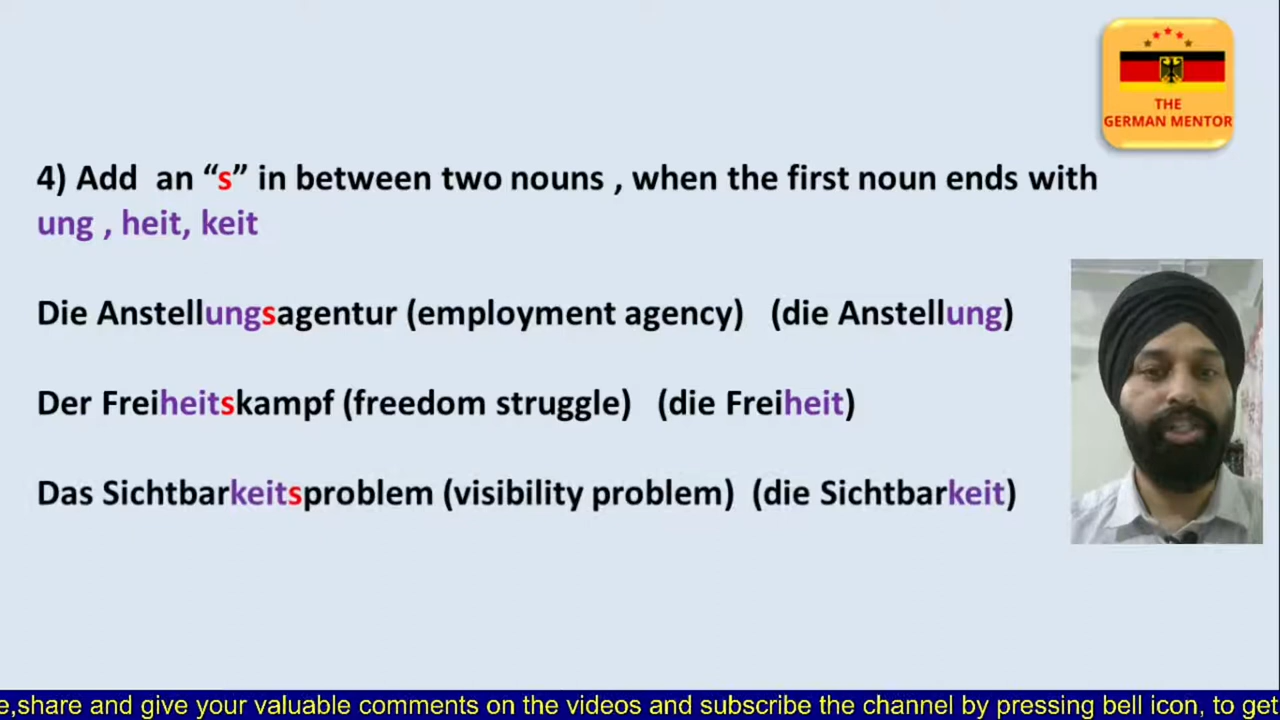 THE
GERMAN MENTOR
4) Add an “s” in between two nouns , when the first noun ends with
ung , heit, keit
Die Anstellungsagentur (employment agency) (die Anstellung)
Der Freiheitskampf (freedom struggle) (die Freiheit)
Das Sichtbarkeitsproblem (visibility problem) (die Sichtbarkeit)
e,share and give your valuable comments on the videos and subscribe the channel by pressing bell icon, to get